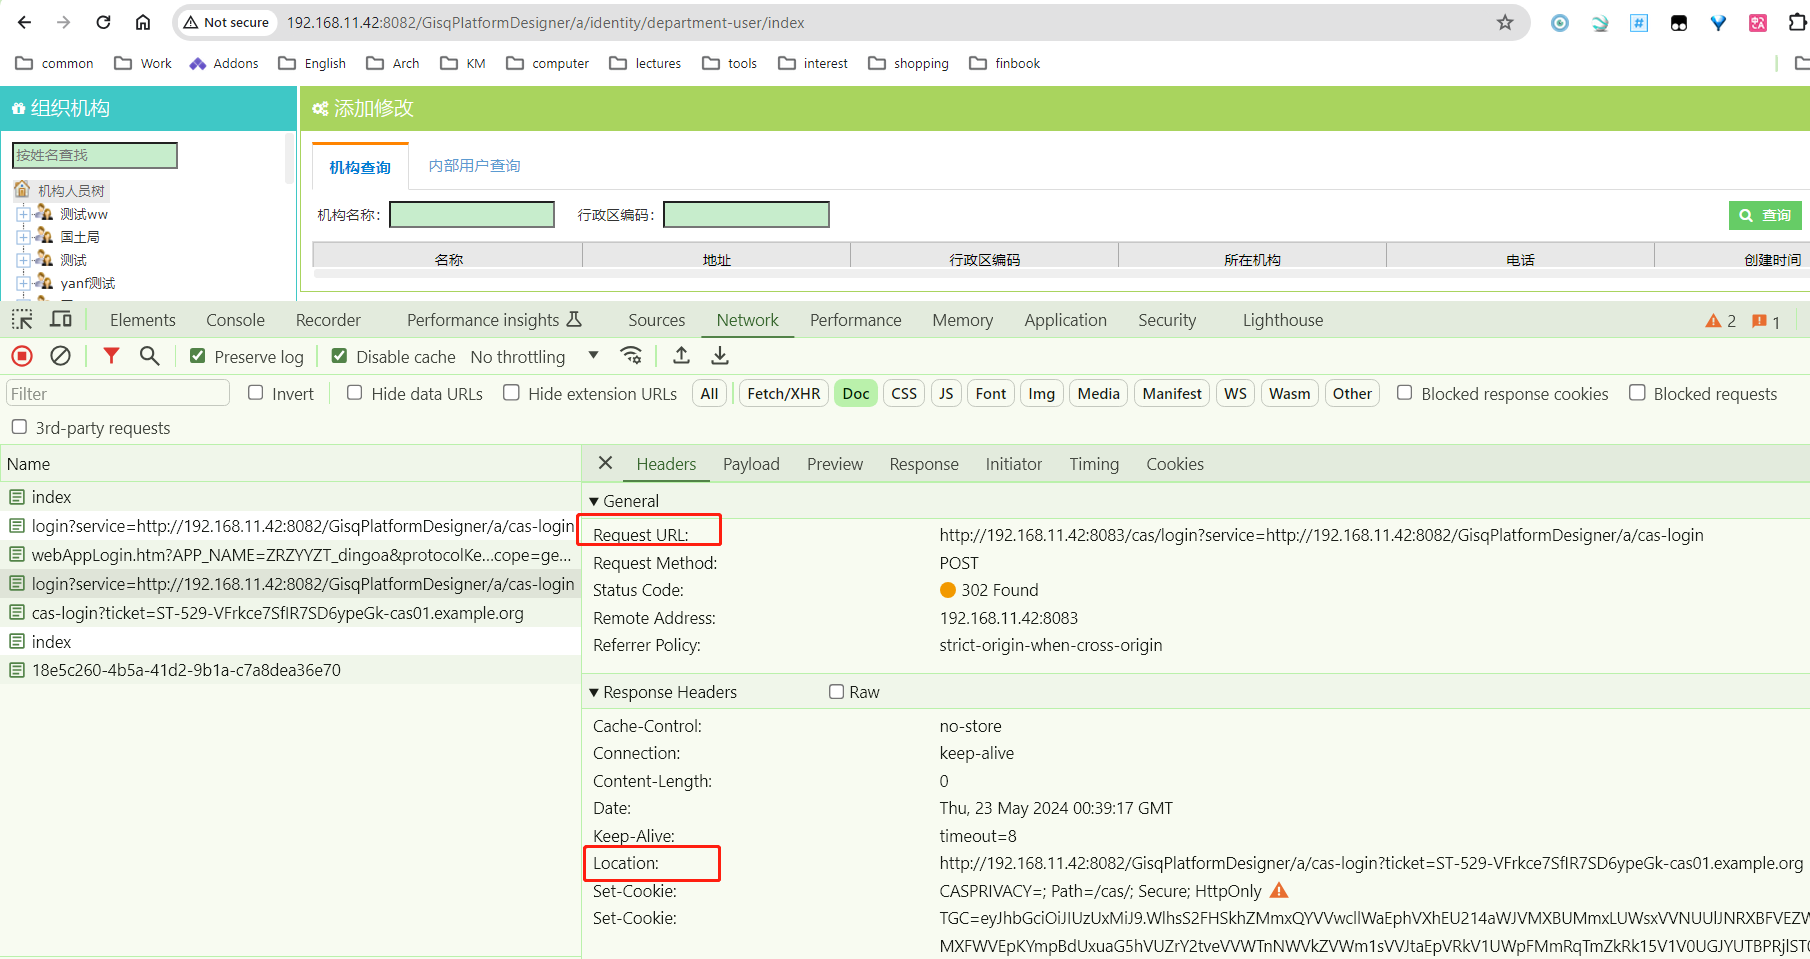 Not secure 192.168.11.42:8082/GisqPlatformDesigner/a/identity/department-user/index
common Work Addons English Arch KM computer lectures tools interest shopping finbook
组织机构 添加修改
按姓名查找
机构查询 内部用户查询
机构人员树
测试ww
国土局
测试
yanf测试
机构名称: 行政区编码: 查询
名称 地址 行政区编码 所在机构 电话 创建时间
Elements Console Recorder Performance insights Sources Network Performance Memory Application Security Lighthouse 2 1
Preserve log Disable cache No throttling
Filter Invert Hide data URLs Hide extension URLs All Fetch/XHR Doc CSS JS Font Img Media Manifest WS Wasm Other Blocked response cookies Blocked requests
3rd-party requests
Name
index
login?service=http://192.168.11.42:8082/GisqPlatformDesigner/a/cas-login
webAppLogin.htm?APP_NAME=ZRZYYZT_dingoa&protocolKe...cope=ge...
login?service=http://192.168.11.42:8082/GisqPlatformDesigner/a/cas-login
cas-login?ticket=ST-529-VFrkce7SfIR7SD6ypeGk-cas01.example.org
index
18e5c260-4b5a-41d2-9b1a-c7a8dea36e70
Headers Payload Preview Response Initiator Timing Cookies
General
Request URL: http://192.168.11.42:8083/cas/login?service=http://192.168.11.42:8082/GisqPlatformDesigner/a/cas-login
Request Method: POST
Status Code: 302 Found
Remote Address: 192.168.11.42:8083
Referrer Policy: strict-origin-when-cross-origin
Response Headers Raw
Cache-Control: no-store
Connection: keep-alive
Content-Length: 0
Date: Thu, 23 May 2024 00:39:17 GMT
Keep-Alive: timeout=8
Location: http://192.168.11.42:8082/GisqPlatformDesigner/a/cas-login?ticket=ST-529-VFrkce7SfIR7SD6ypeGk-cas01.example.org
Set-Cookie: CASPRIVACY=; Path=/cas/; Secure; HttpOnly
Set-Cookie: